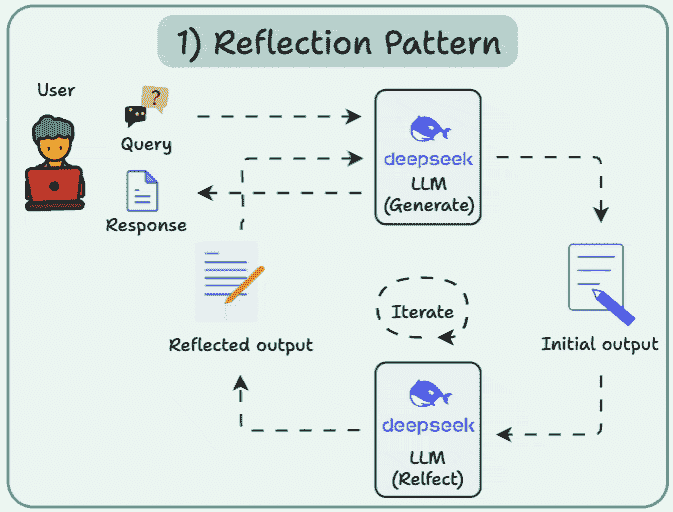 1) Reflection Pattern
User
?
Query
Response
deepseek
LLM
(Generate)
Reflected output
Iterate
Initial output
deepseek
LLM
(Relfect)